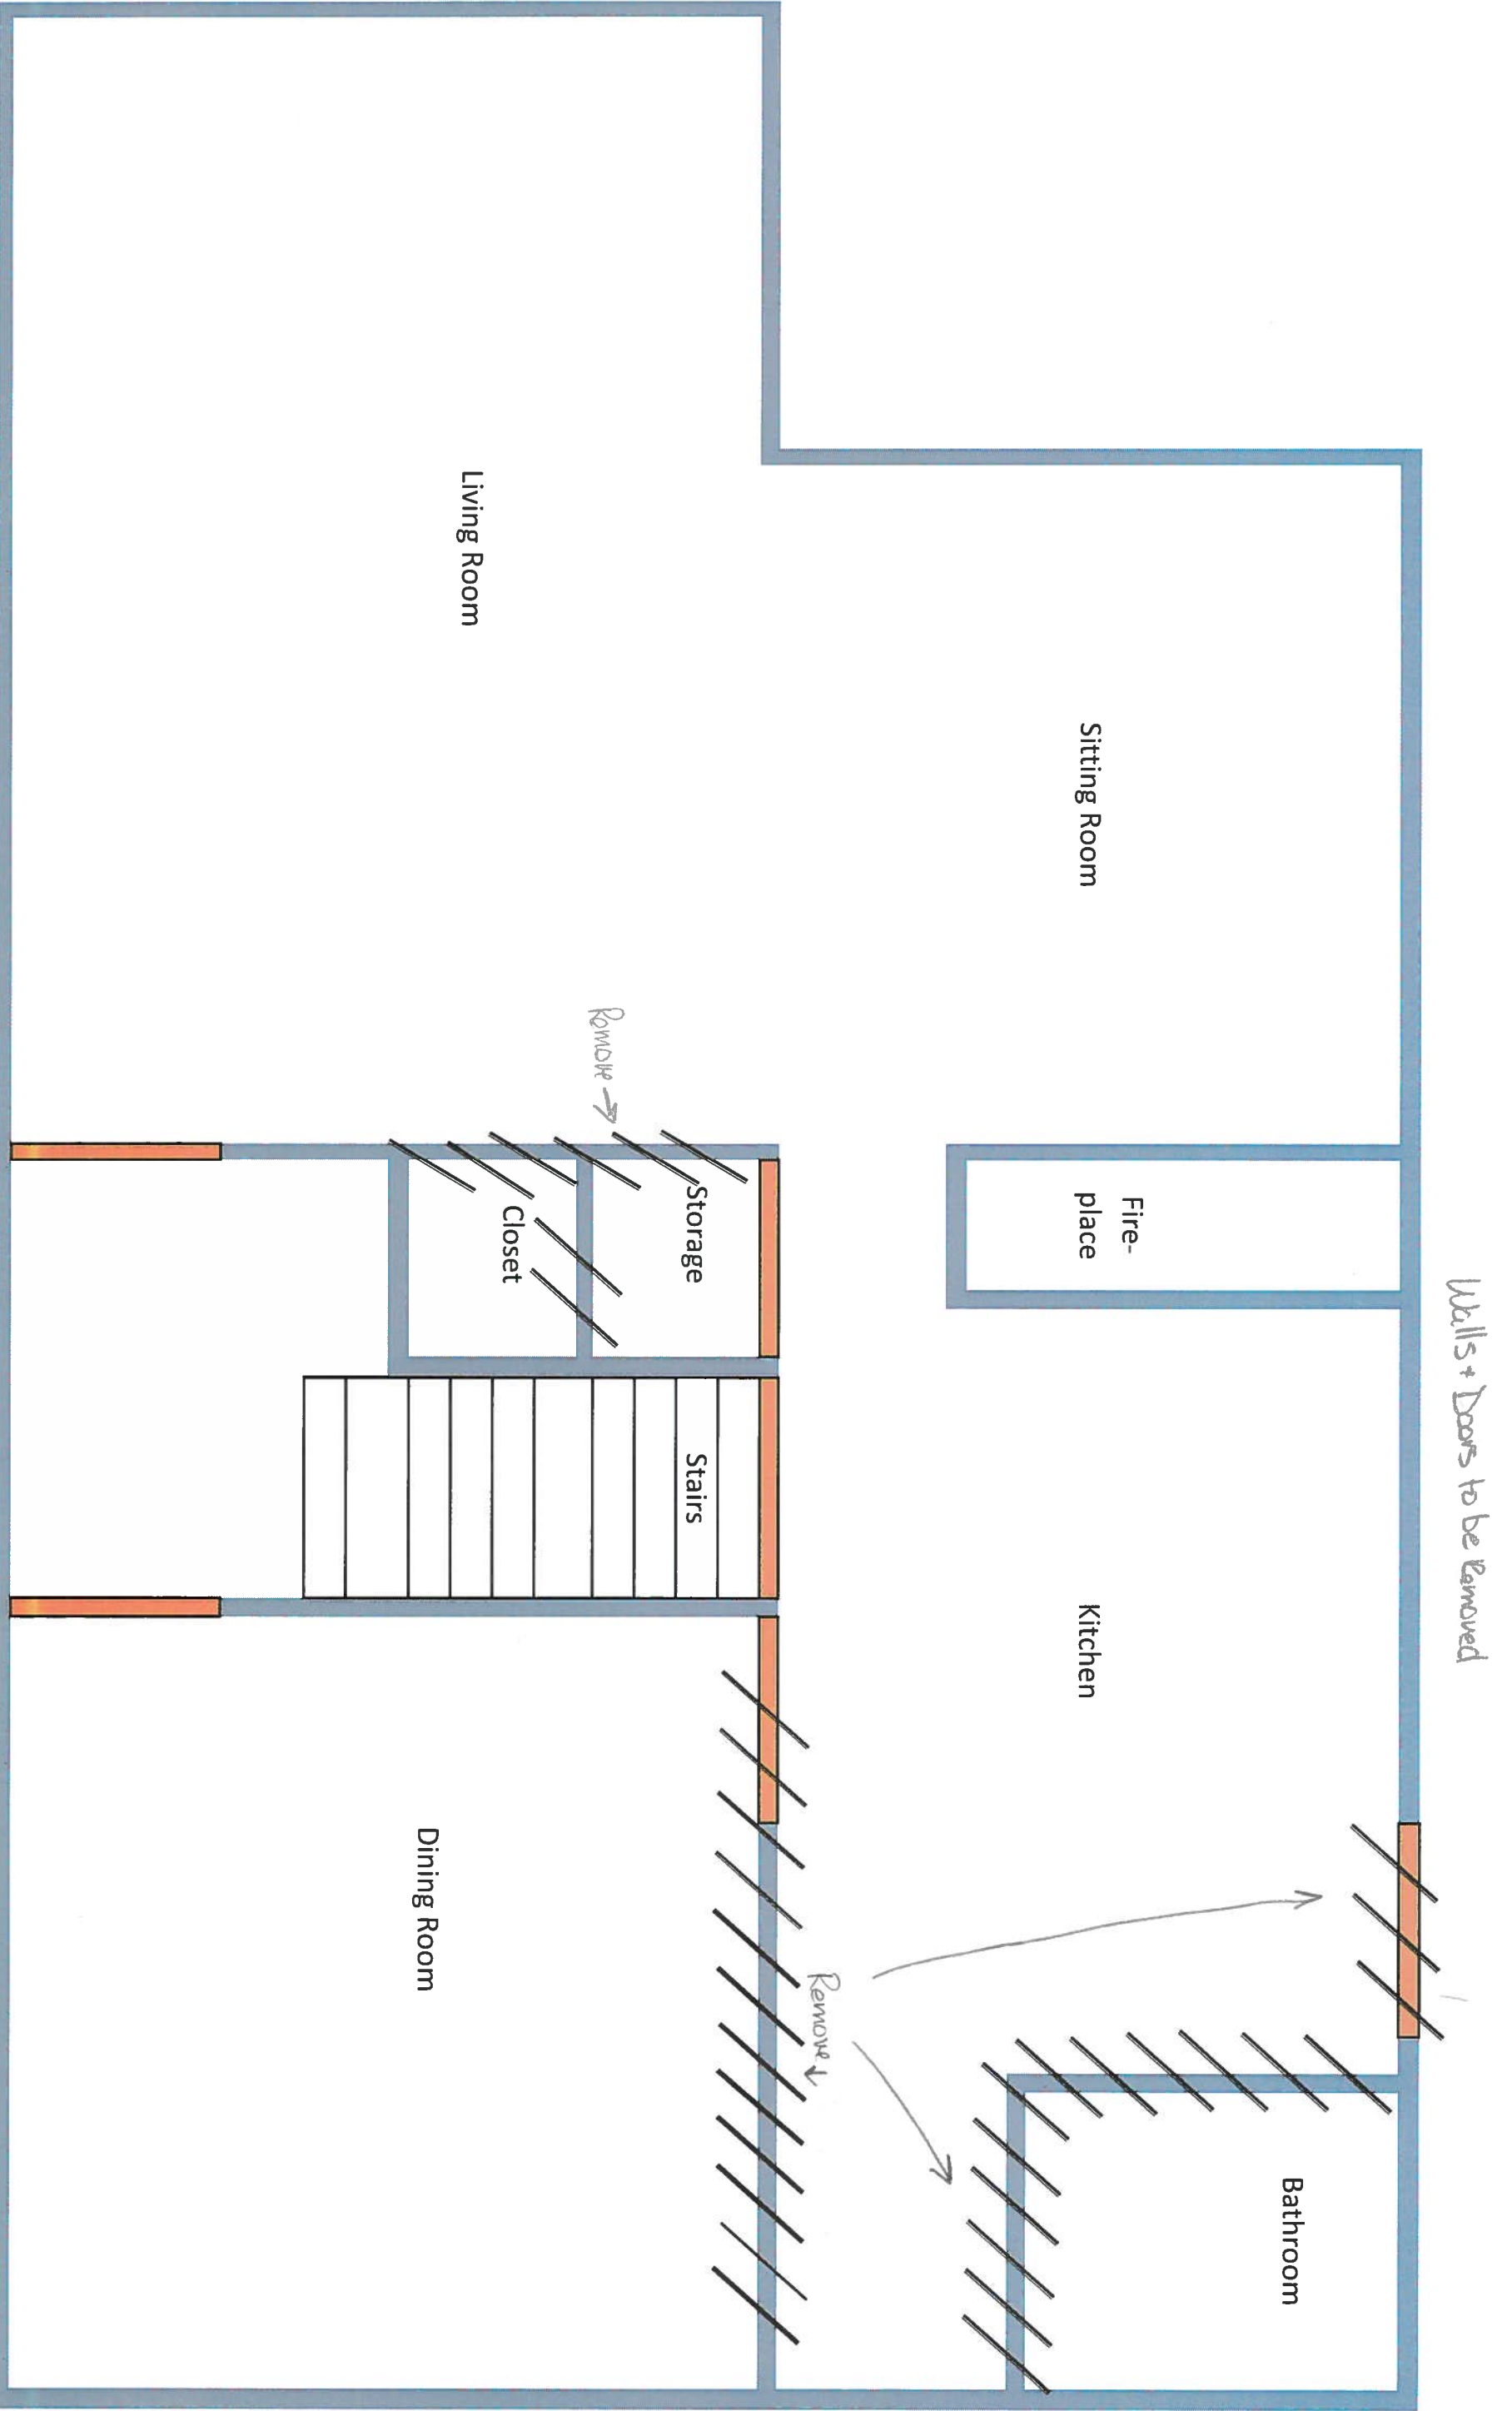 Walls + Doors to be Removed
Fire-
place
Sitting Room
Kitchen
Bathroom
Remove
Remove
Storage
Stairs
Closet
Living Room
Dining Room